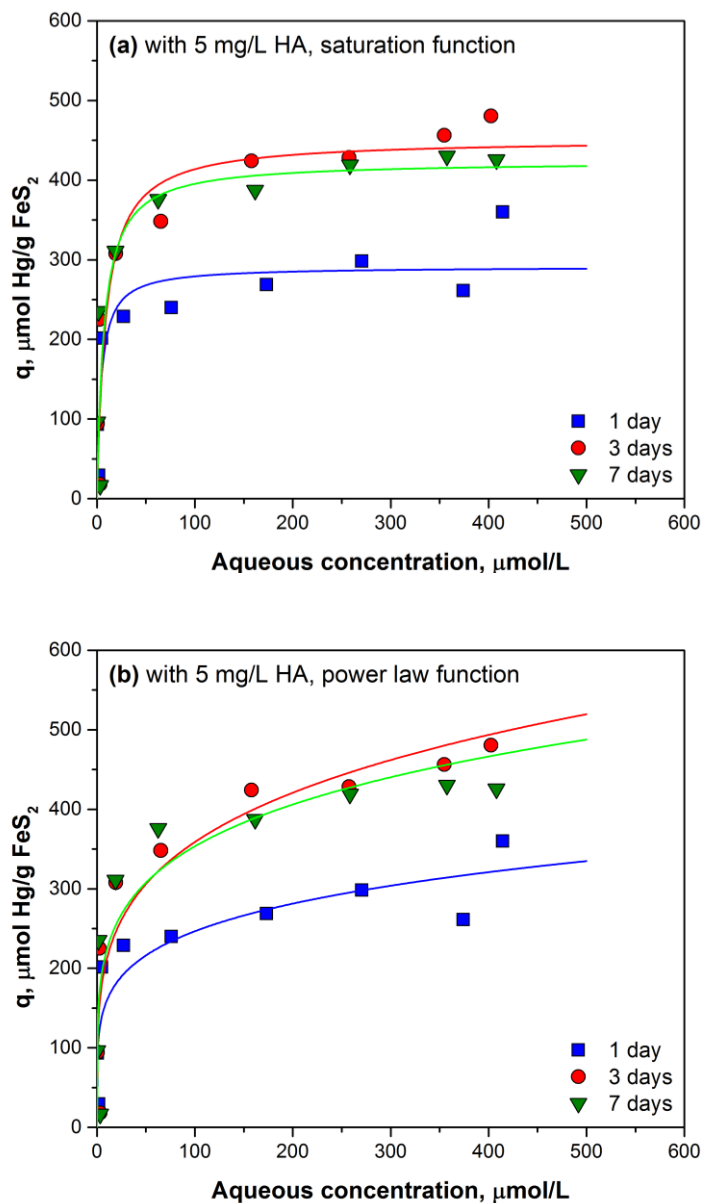 600
(a) with 5 mg/L HA, saturation function
500
400
300
200
100
0
q, μmol Hg/g FeS₂
1 day
3 days
7 days
0 100 200 300 400 500 600
Aqueous concentration, μmol/L
600
(b) with 5 mg/L HA, power law function
500
400
300
200
100
0
q, μmol Hg/g FeS₂
1 day
3 days
7 days
0 100 200 300 400 500 600
Aqueous concentration, μmol/L